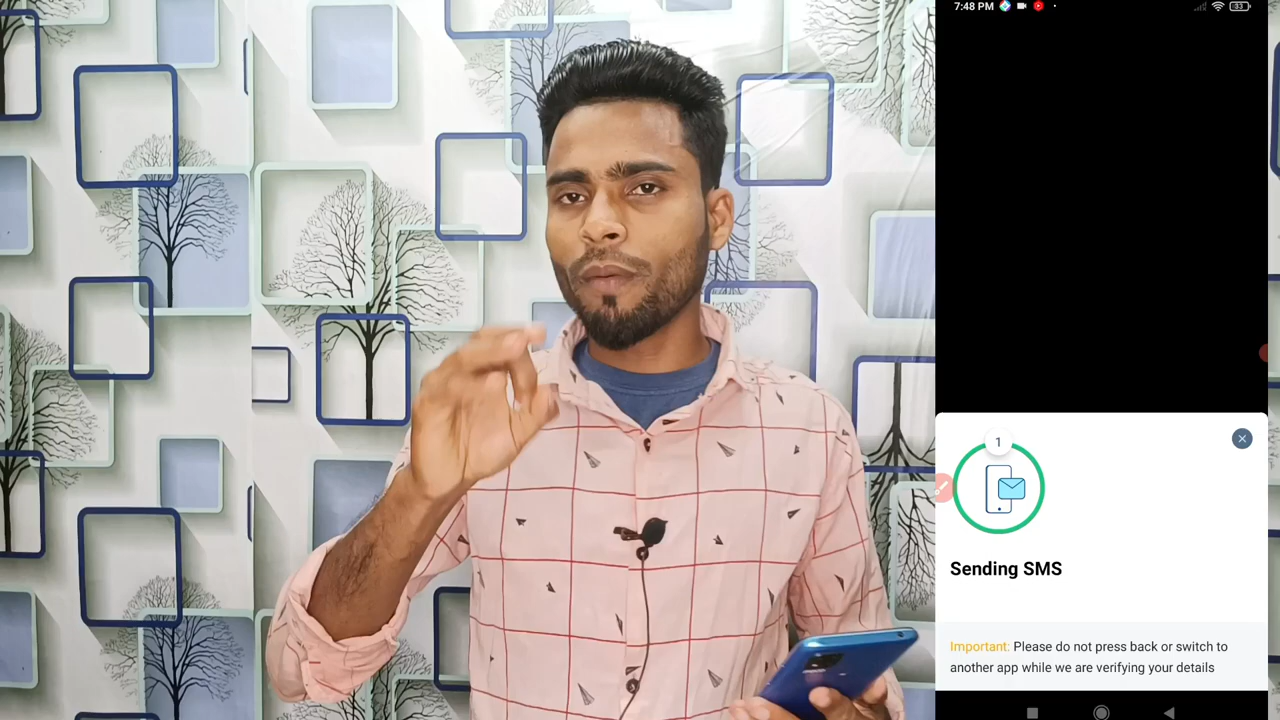 7:48 PM
33
1
Sending SMS
Important: Please do not press back or switch to
another app while we are verifying your details